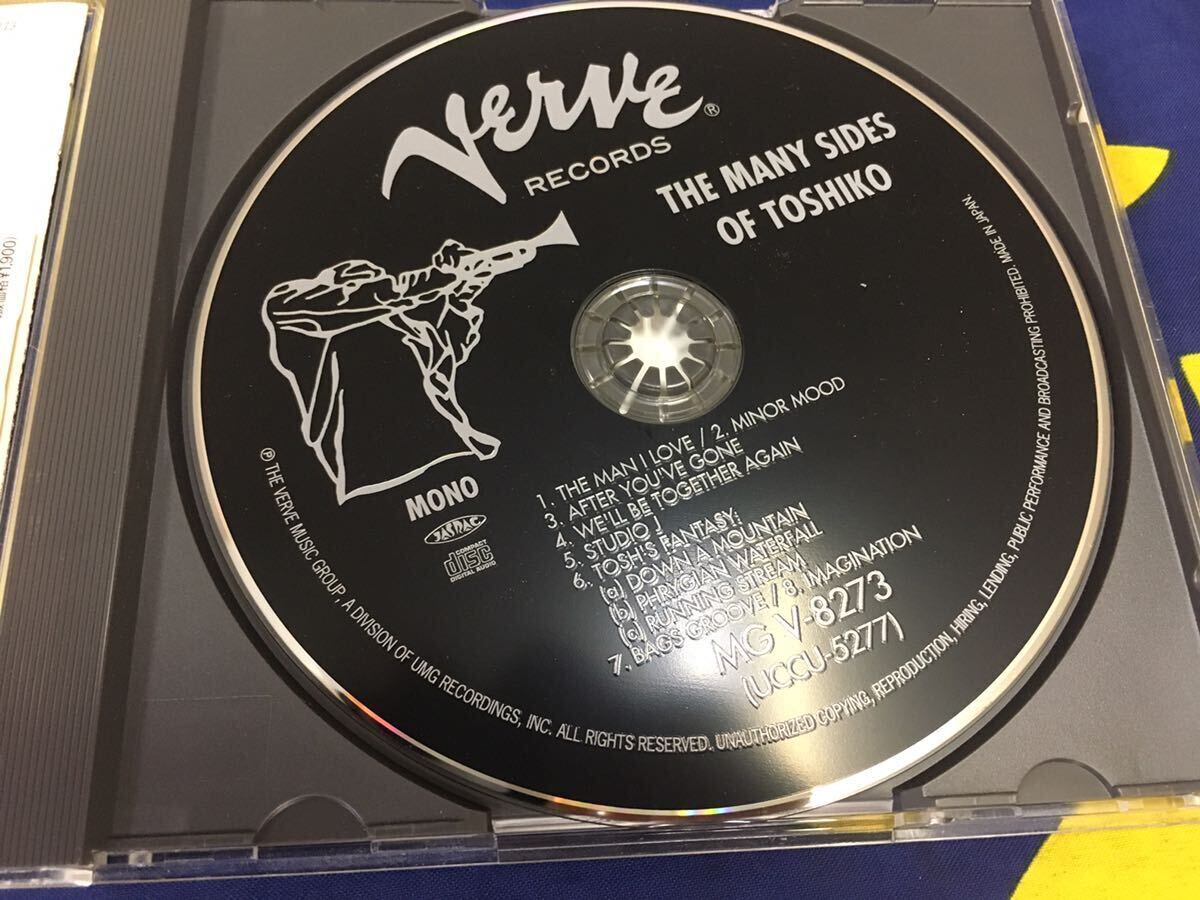 Verve®
RECORDS
THE MANY SIDES
OF TOSHIKO
MONO
JASRAC
COMPACT
disc
DIGITAL AUDIO
1. THE MAN I LOVE / 2. MINOR MOOD
3. AFTER YOU'VE GONE
4. WE'LL BE TOGETHER AGAIN
5. STUDIO J
6. TOSH'S FANTASY:
(a) DOWN A MOUNTAIN
(b) PHRYGIAN WATERFALL
(c) RUNNING STREAM
7. BAGS GROOVE / 8. IMAGINATION
MG V-8273
(UCCU-5277)
℗ THE VERVE MUSIC GROUP, A DIVISION OF UMG RECORDINGS, INC. ALL RIGHTS RESERVED. UNAUTHORIZED COPYING, REPRODUCTION, HIRING, LENDING, PUBLIC PERFORMANCE AND BROADCASTING PROHIBITED. MADE IN JAPAN.
価格¥1,900)